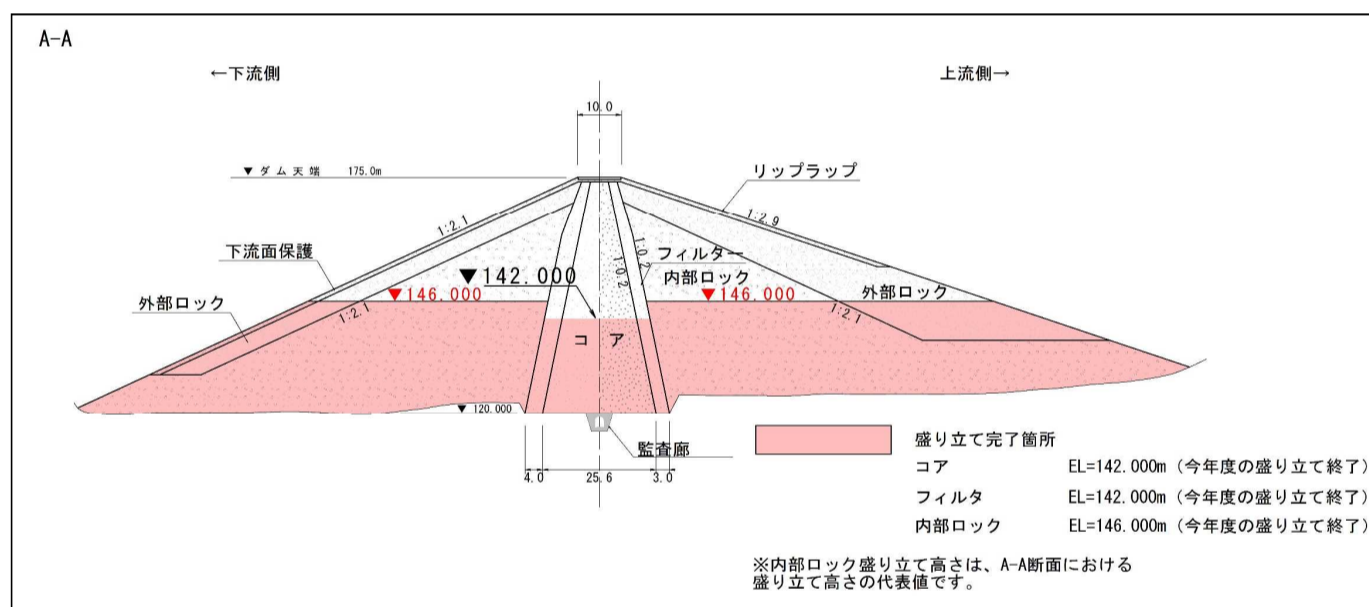 A-A
←下流側
上流側→
10.0
▼ダム天端 175.0m
リップラップ
1:2.1
1:2.9
下流面保護
1:0.2
フィルター
1:0.2
内部ロック
▼142.000
外部ロック
▼146.000
▼146.000
外部ロック
1:2.1
1:2.1
コア
▼120.000
監査廊
4.0
25.6
3.0
盛り立て完了箇所
コア EL=142.000m (今年度の盛り立て終了)
フィルタ EL=142.000m (今年度の盛り立て終了)
内部ロック EL=146.000m (今年度の盛り立て終了)
※内部ロック盛り立て高さは、A-A断面における
盛り立て高さの代表値です。